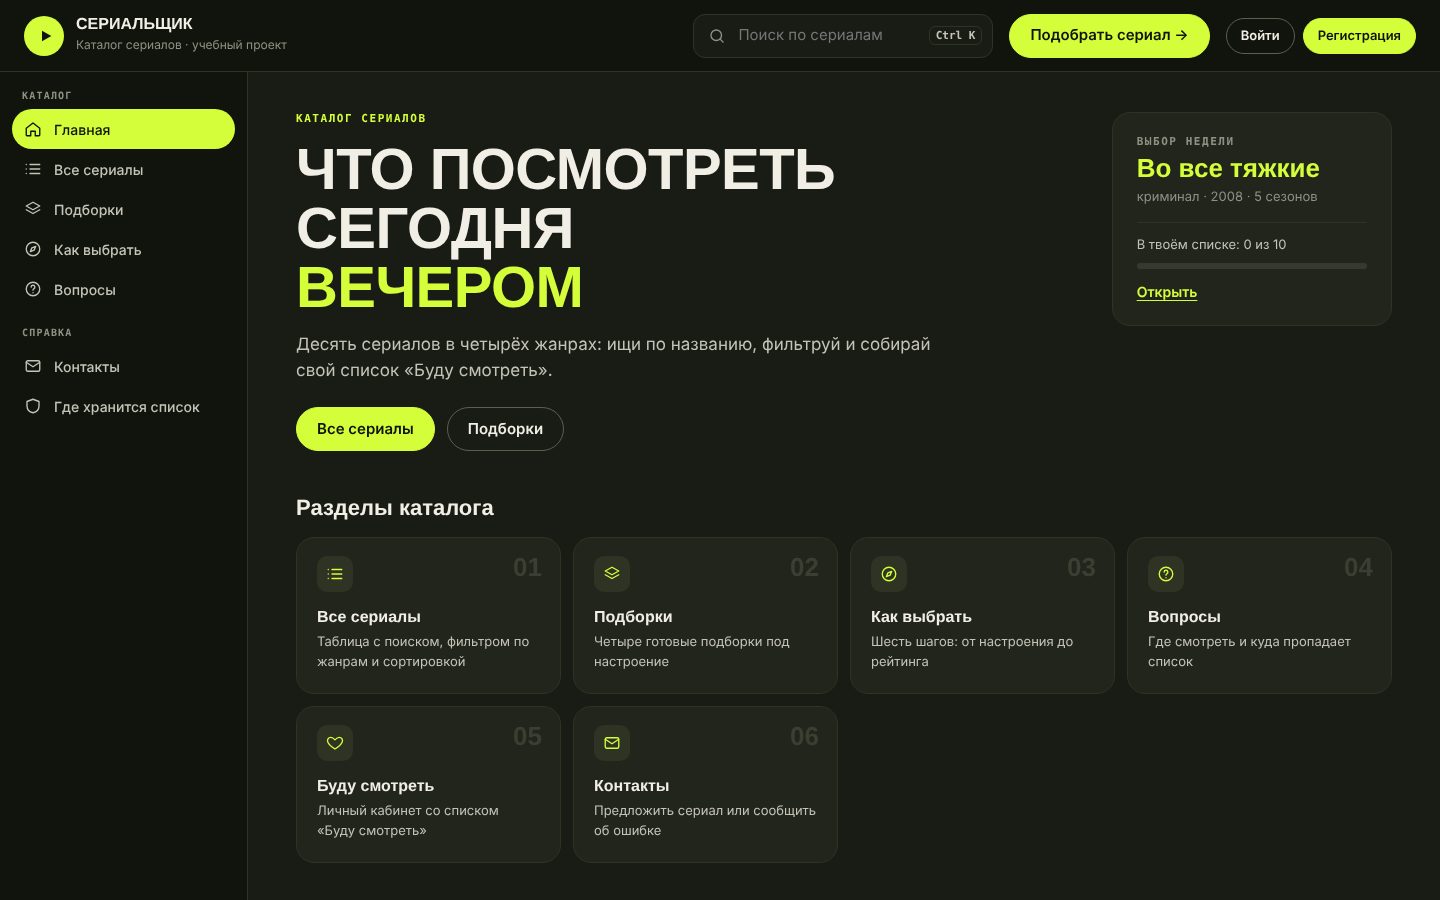 СЕРИАЛЬЩИК
Каталог сериалов · учебный проект
Поиск по сериалам
Ctrl K
Подобрать сериал →
Войти
Регистрация
КАТАЛОГ
Главная
Все сериалы
Подборки
Как выбрать
Вопросы
СПРАВКА
Контакты
Где хранится список
КАТАЛОГ СЕРИАЛОВ
ЧТО ПОСМОТРЕТЬ
СЕГОДНЯ
ВЕЧЕРОМ
Десять сериалов в четырёх жанрах: ищи по названию, фильтруй и собирай
свой список «Буду смотреть».
Все сериалы
Подборки
ВЫБОР НЕДЕЛИ
Во все тяжкие
криминал · 2008 · 5 сезонов
В твоём списке: 0 из 10
Открыть
Разделы каталога
01
Все сериалы
Таблица с поиском, фильтром по
жанрам и сортировкой
02
Подборки
Четыре готовые подборки под
настроение
03
Как выбрать
Шесть шагов: от настроения до
рейтинга
04
Вопросы
Где смотреть и куда пропадает
список
05
Буду смотреть
Личный кабинет со списком
«Буду смотреть»
06
Контакты
Предложить сериал или сообщить
об ошибке